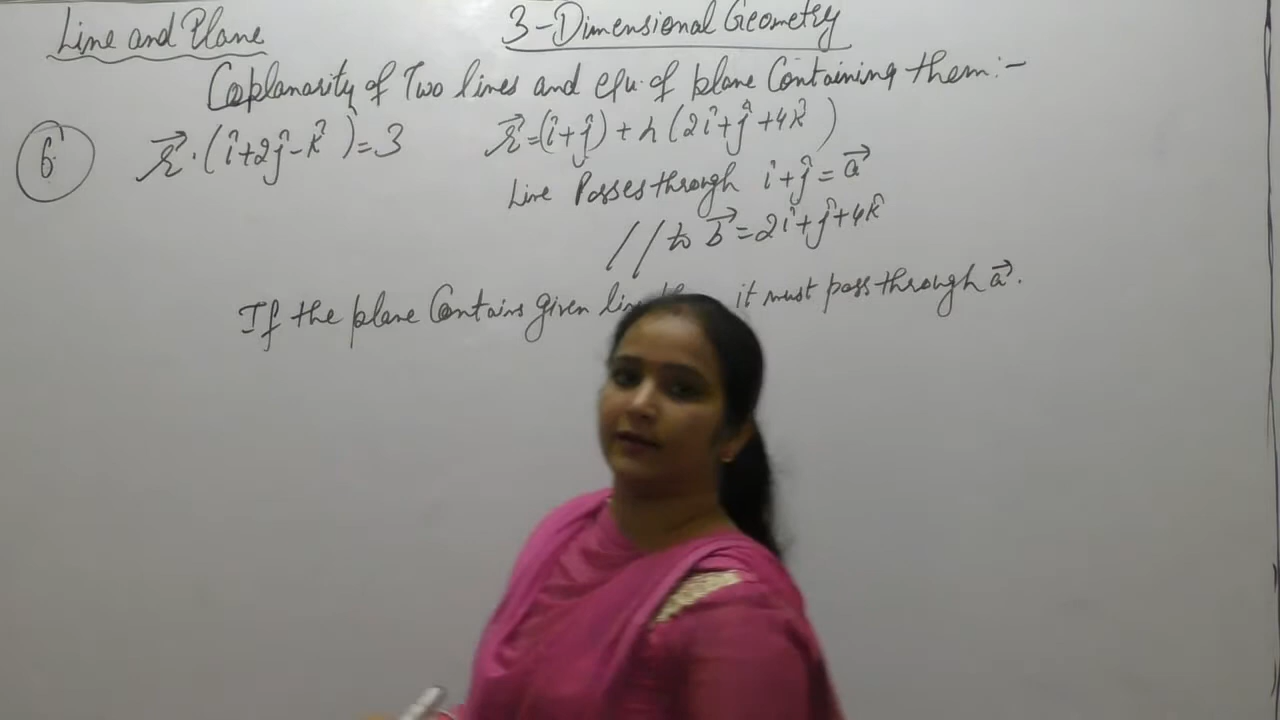 Line and Plane
3-Dimensional Geometry
Coplanarity of Two lines and equ. of plane Containing them:-
6 r⃗.(î+2ĵ-k̂)=3 r⃗=(î+ĵ)+λ(2î+ĵ+4k̂)
Line Passes through î+ĵ=a⃗
// to b⃗=2î+ĵ+4k̂
If the plane Contains given it must pass through a⃗.